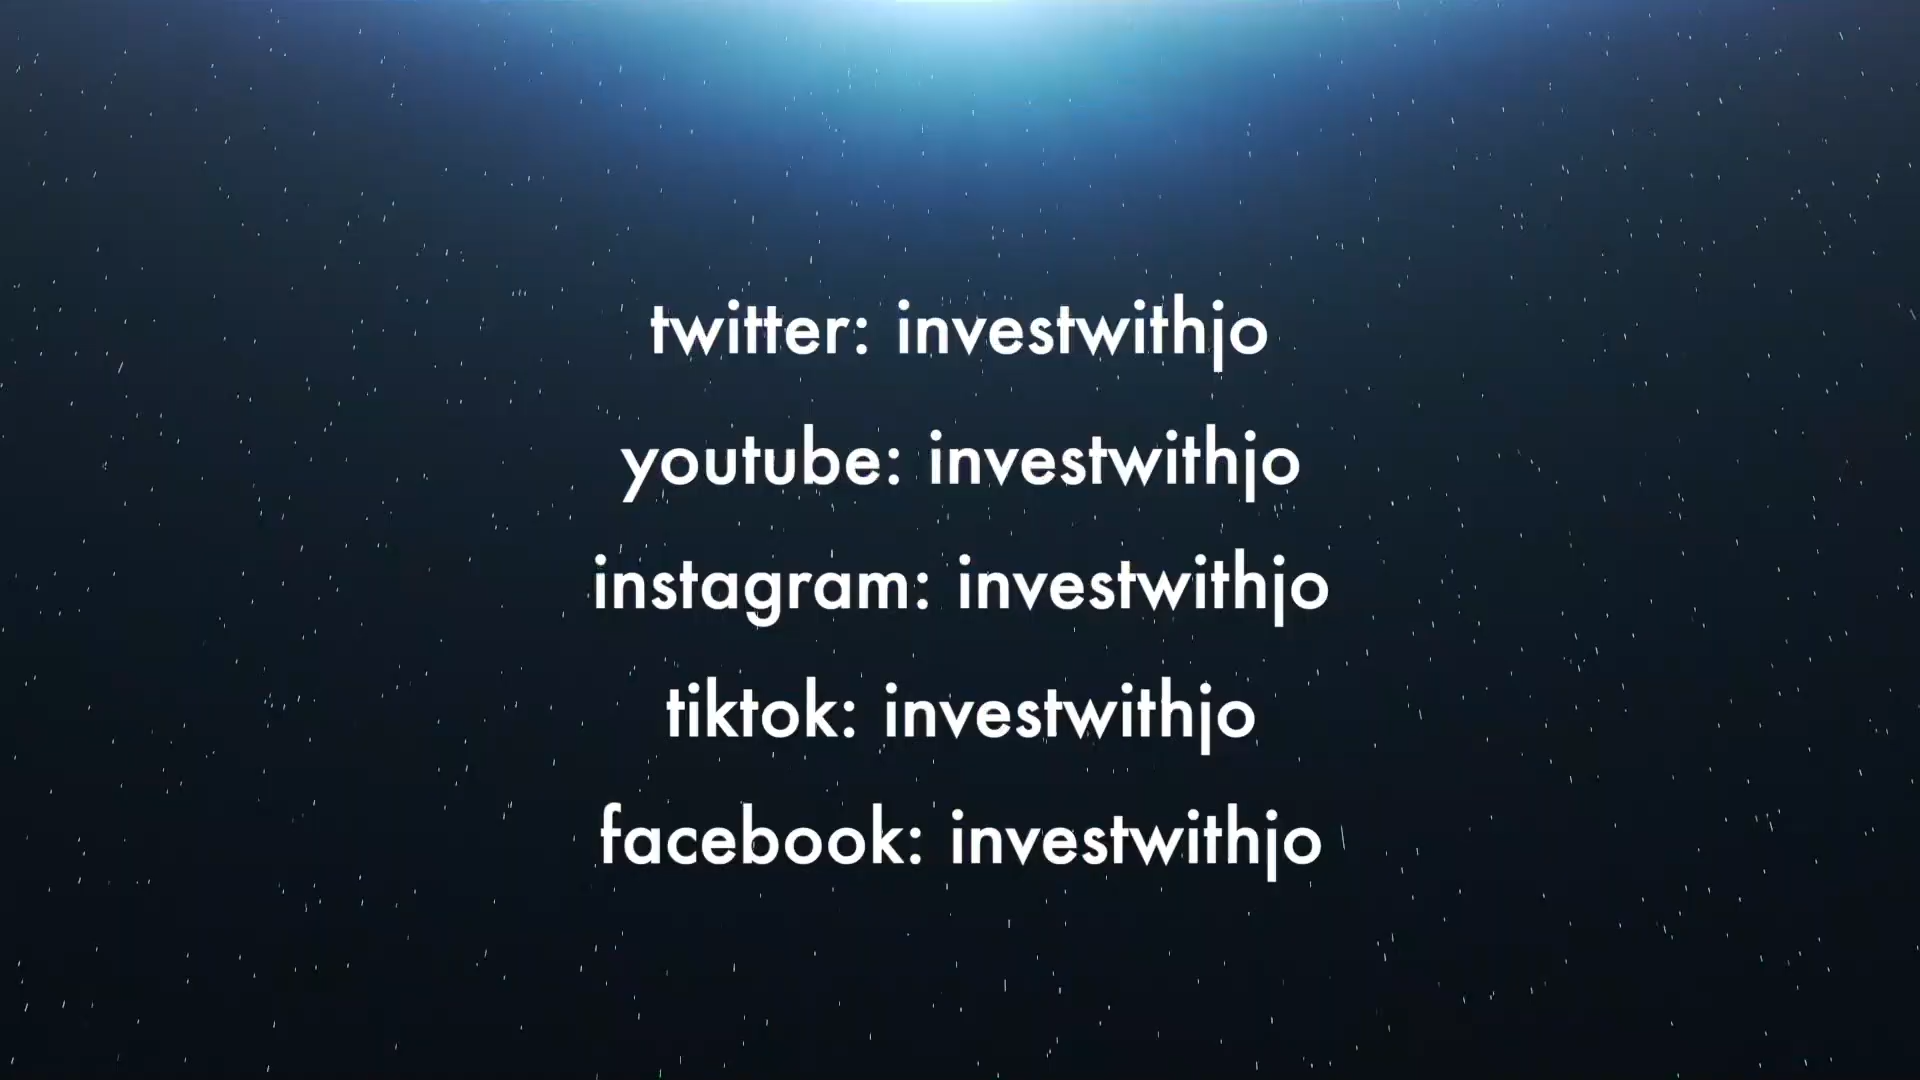 twitter: investwithjo
youtube: investwithjo
instagram: investwithjo
tiktok: investwithjo
facebook: investwithjo